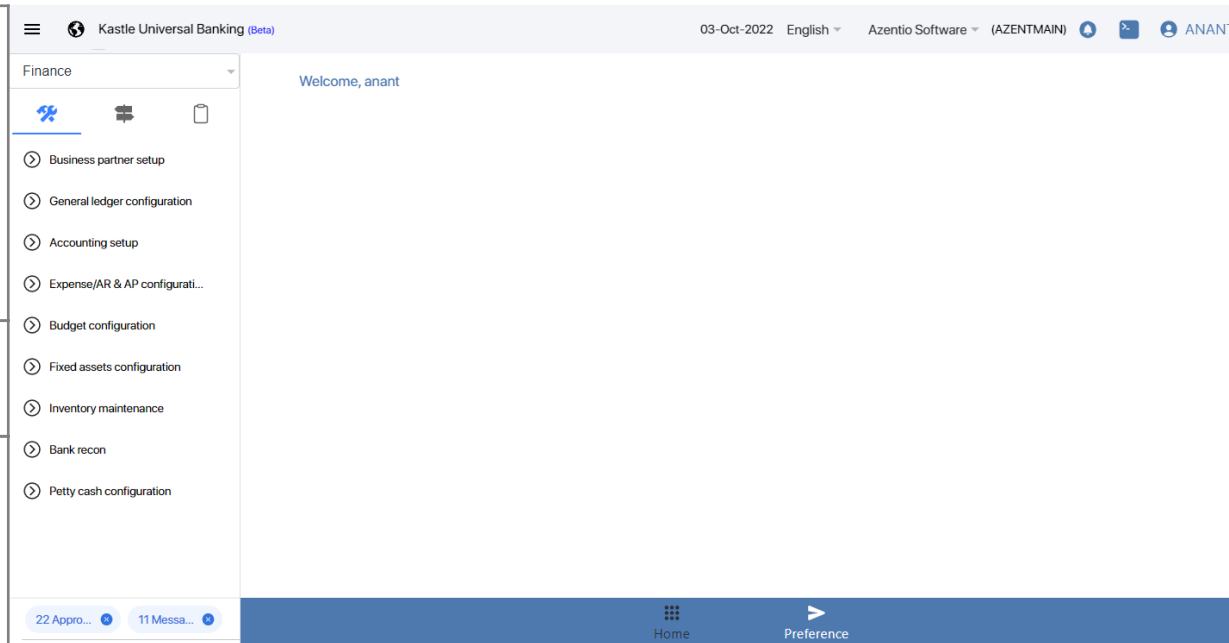 Kastle Universal Banking (Beta)
03-Oct-2022 English Azentio Software (AZENTMAIN) ANANT
Finance
Welcome, anant
Business partner setup
General ledger configuration
Accounting setup
Expense/AR & AP configurati...
Budget configuration
Fixed assets configuration
Inventory maintenance
Bank recon
Petty cash configuration
22 Appro... 11 Messa...
Home Preference